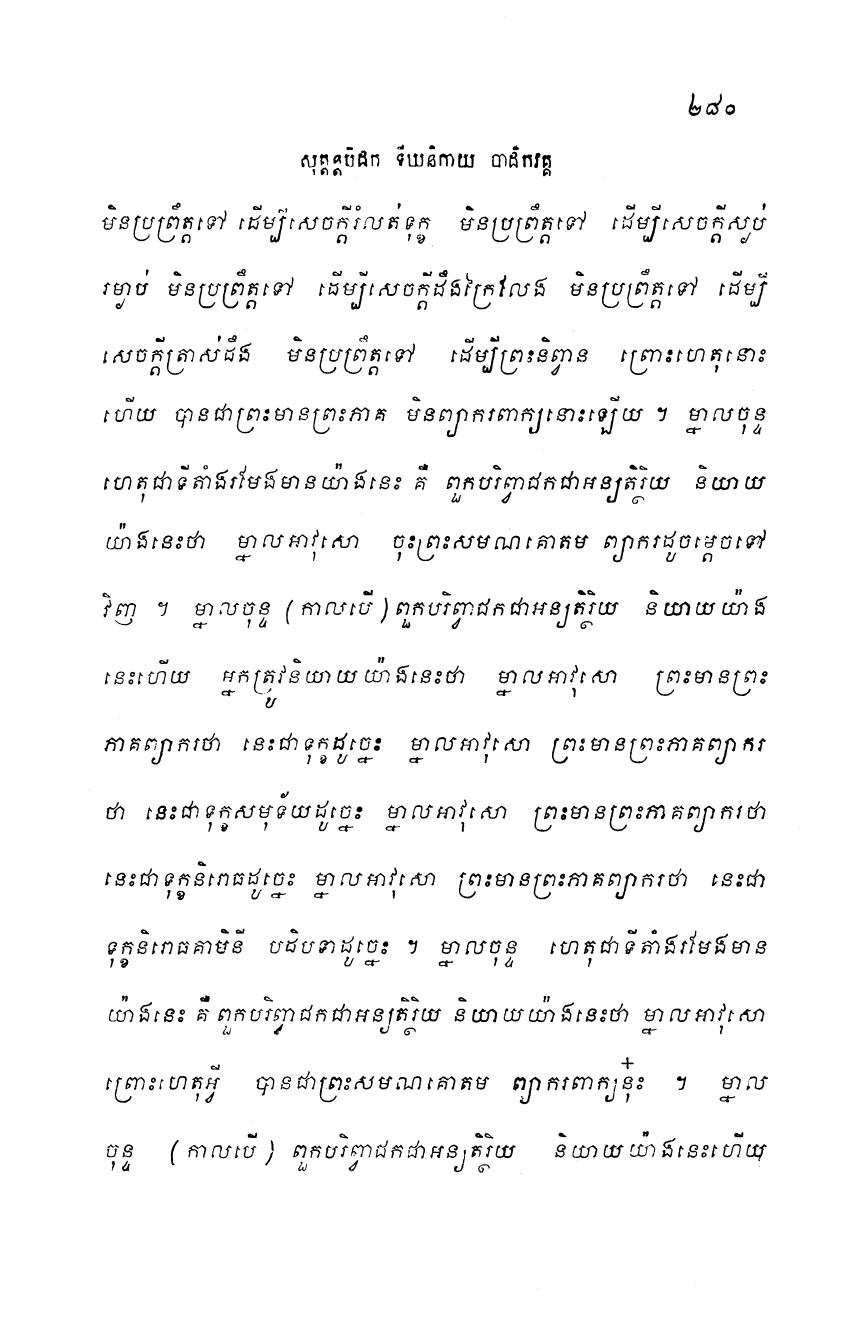 ២៨០
សុត្តន្តបិដក ទីឃនិកាយ បាដិកវគ្គ
មិនប្រព្រឹត្តទៅ ដើម្បីសេចក្តីរំលត់ទុក្ខ មិនប្រព្រឹត្តទៅ ដើម្បីសេចក្តីស្ងប់
រម្ងាប់ មិនប្រព្រឹត្តទៅ ដើម្បីសេចក្តីដឹងក្រៃលែង មិនប្រព្រឹត្តទៅ ដើម្បី
សេចក្តីត្រាស់ដឹង មិនប្រព្រឹត្តទៅ ដើម្បីព្រះនិព្វាន ព្រោះហេតុនោះ
ហើយ បានជាព្រះមានព្រះភាគ មិនព្យាករពាក្យនោះឡើយ ។ ម្នាលចុន្ទ
ហេតុជាទីតាំងរមែងមានយ៉ាងនេះ គឺ ពួកបរិព្វាជកជាអន្យតិរ្ថិយ និយាយ
យ៉ាងនេះថា ម្នាលអាវុសោ ចុះព្រះសមណគោតម ព្យាករដូចម្តេចទៅ
វិញ ។ ម្នាលចុន្ទ (កាលបើ) ពួកបរិព្វាជកជាអន្យតិរ្ថិយ និយាយយ៉ាង
នេះហើយ អ្នកត្រូវនិយាយយ៉ាងនេះថា ម្នាលអាវុសោ ព្រះមានព្រះ
ភាគព្យាករថា នេះជាទុក្ខដូច្នេះ ម្នាលអាវុសោ ព្រះមានព្រះភាគព្យាករ
ថា នេះជាទុក្ខសមុទ័យដូច្នេះ ម្នាលអាវុសោ ព្រះមានព្រះភាគព្យាករថា
នេះជាទុក្ខនិរោធដូច្នេះ ម្នាលអាវុសោ ព្រះមានព្រះភាគព្យាករថា នេះជា
ទុក្ខនិរោធគាមិនី បដិបទាដូច្នេះ ។ ម្នាលចុន្ទ ហេតុជាទីតាំងរមែងមាន
យ៉ាងនេះ គឺ ពួកបរិព្វាជកជាអន្យតិរ្ថិយ និយាយយ៉ាងនេះថា ម្នាលអាវុសោ
ព្រោះហេតុអ្វី បានជាព្រះសមណគោតម ព្យាករពាក្យនុ៎ះ ។ ម្នាល
ចុន្ទ (កាលបើ) ពួកបរិព្វាជកជាអន្យតិរ្ថិយ និយាយយ៉ាងនេះហើយ